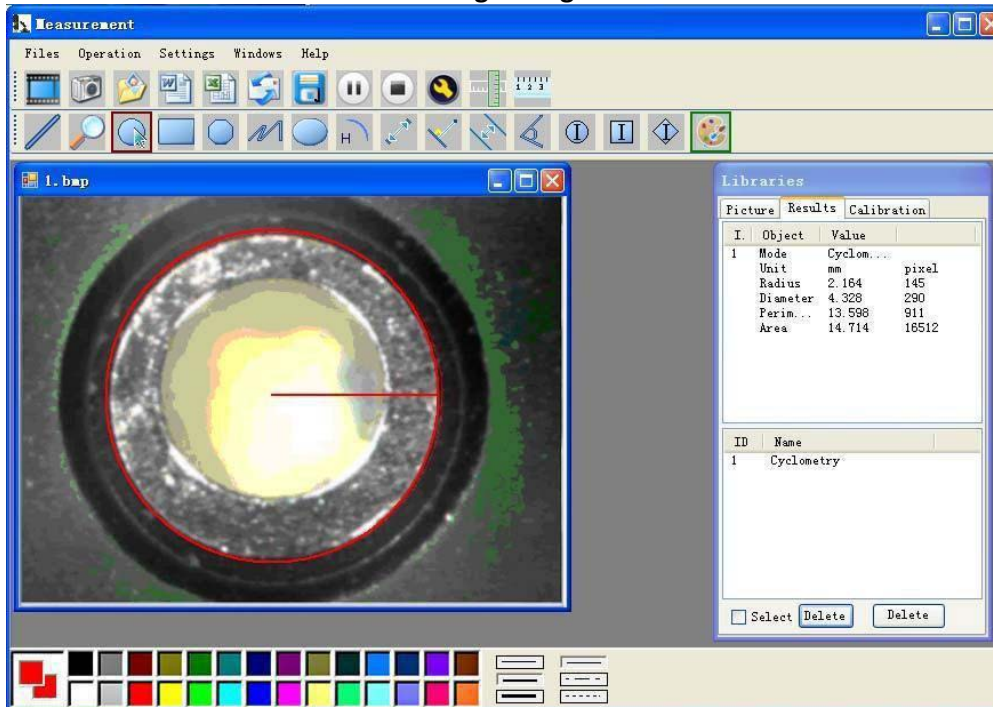 Measurement
Files Operation Settings Windows Help
H
I I I
1.bmp
Libraries
Picture Results Calibration
I. Object Value
1 Mode Cyclom...
Unit mm pixel
Radius 2.164 145
Diameter 4.328 290
Perim... 13.598 911
Area 14.714 16512
ID Name
1 Cyclometry
Select Delete Delete